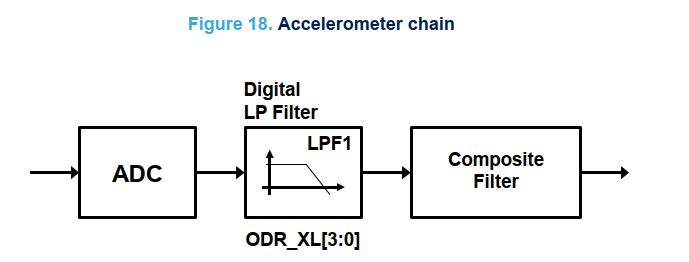 Figure 18. Accelerometer chain
Digital
LP Filter
ADC
LPF1
Composite
Filter
ODR_XL[3:0]